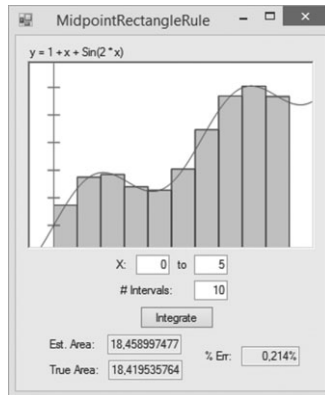 MidpointRectangleRule
y = 1 + x + Sin(2 * x)
X: 0 to 5
# Intervals: 10
Integrate
Est. Area: 18,458997477
True Area: 18,419535764
% Err: 0,214%